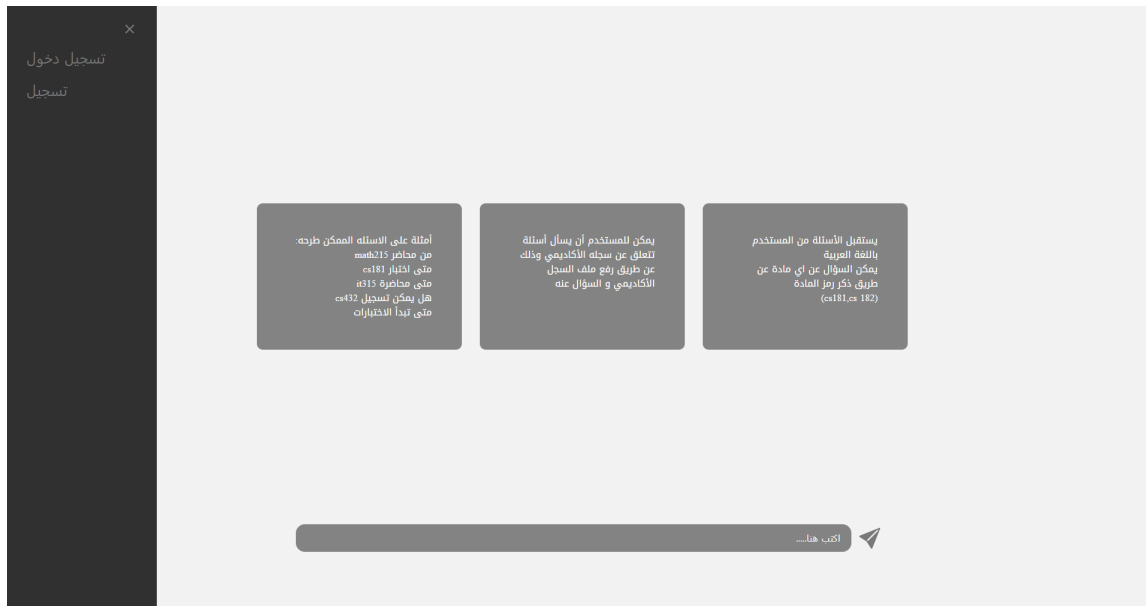 ×
تسجيل دخول
تسجيل
يستقبل الأسئلة من المستخدم
باللغة العربية
يمكن السؤال عن اي مادة عن
طريق ذكر رمز المادة
(cs181,cs 182)
يمكن للمستخدم أن يسأل أسئلة
تتعلق عن سجله الأكاديمي وذلك
عن طريق رفع ملف السجل
الأكاديمي و السؤال عنه
أمثلة على الاسئله الممكن طرحه:
من محاضر math215
متى اختبار cs181
متى محاضرة it315
هل يمكن تسجيل cs432
متى تبدأ الاختبارات
اكتب هنا.....